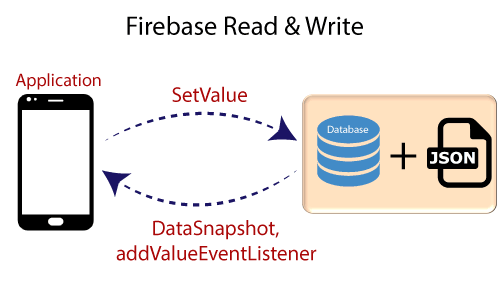 Firebase Read & Write
Application
SetValue
Database
JSON
DataSnapshot,
addValueEventListener